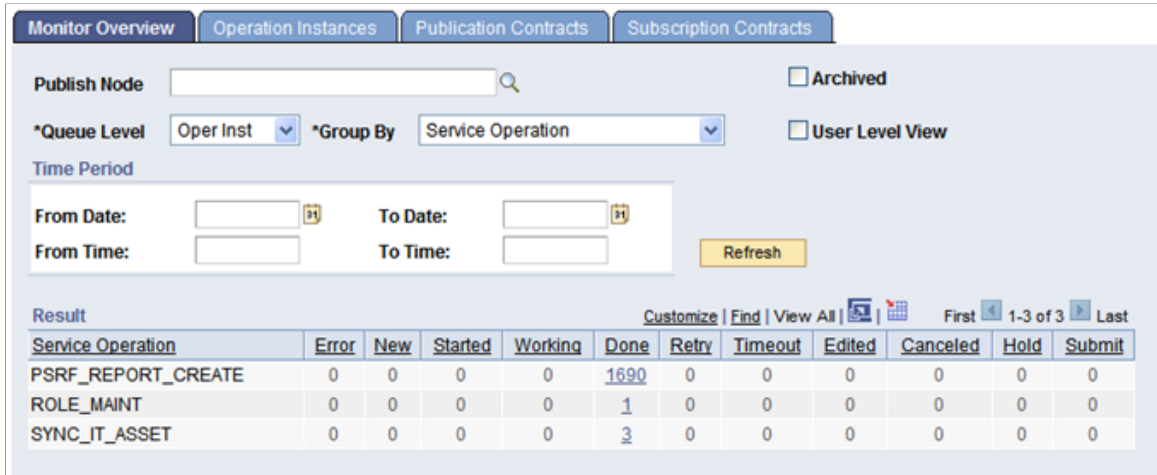 Monitor Overview Operation Instances Publication Contracts Subscription Contracts
Publish Node Archived
*Queue Level Oper Inst *Group By Service Operation User Level View
Time Period
From Date: 31 To Date: 31
From Time: To Time: Refresh
Result Customize | Find | View All | | First 1-3 of 3 Last
Service Operation Error New Started Working Done Retry Timeout Edited Canceled Hold Submit
PSRF_REPORT_CREATE 0 0 0 0 1690 0 0 0 0 0 0
ROLE_MAINT 0 0 0 0 1 0 0 0 0 0 0
SYNC_IT_ASSET 0 0 0 0 3 0 0 0 0 0 0